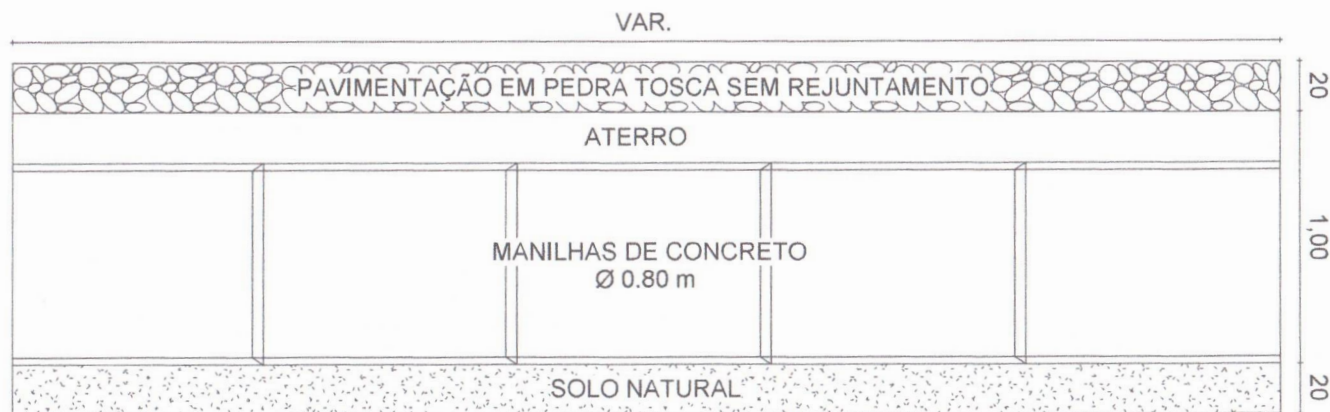 VAR.
PAVIMENTAÇÃO EM PEDRA TOSCA SEM REJUNTAMENTO
20
ATERRO
1,00
MANILHAS DE CONCRETO
Ø 0.80 m
SOLO NATURAL
20